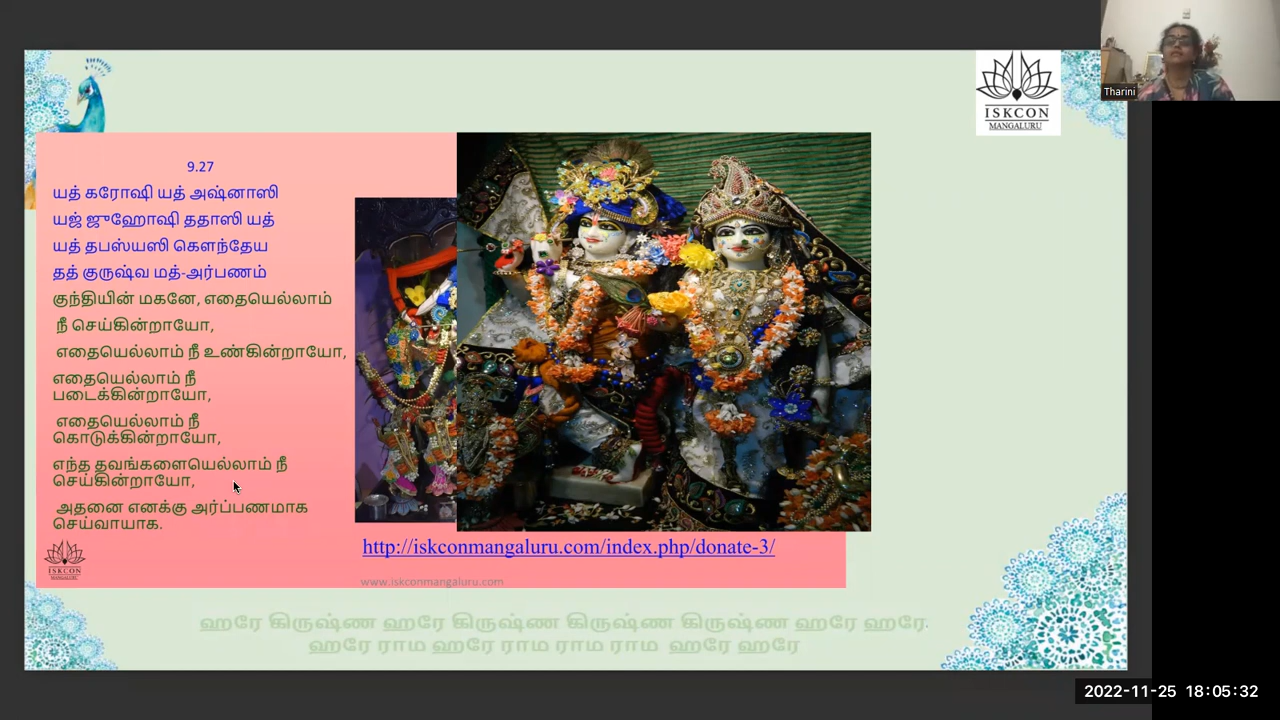 Tharini
ISKCON
MANGALURU
9.27
யத் கரோஷி யத் அஷ்னாஸி
யஜ் ஜுஹோஷி ததாஸி யத்
யத் தபஸ்யஸி கௌந்தேய
தத் குருஷ்வ மத்-அர்பணம்
குந்தியின் மகனே, எதையெல்லாம்
நீ செய்கின்றாயோ,
எதையெல்லாம் நீ உண்கின்றாயோ,
எதையெல்லாம் நீ
படைக்கின்றாயோ,
எதையெல்லாம் நீ
கொடுக்கின்றாயோ,
எந்த தவங்களையெல்லாம் நீ
செய்கின்றாயோ,
அதனை எனக்கு அர்ப்பணமாக
செய்வாயாக.
ISKCON
MANGALURU
http://iskconmangaluru.com/index.php/donate-3/
www.iskconmangaluru.com
ஹரே கிருஷ்ண ஹரே கிருஷ்ண கிருஷ்ண கிருஷ்ண ஹரே ஹரே.
ஹரே ராம ஹரே ராம ராம ராம ஹரே ஹரே
2022-11-25 18:05:32